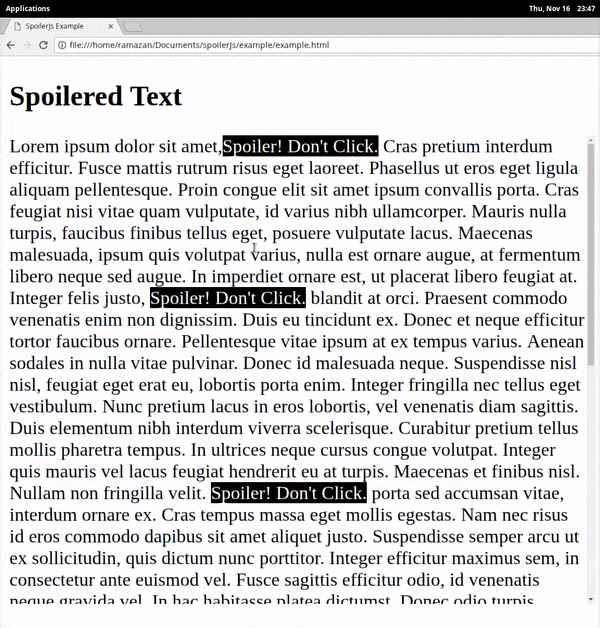 Applications Thu, Nov 16 23:47
SpoilerJs Example
file:///home/ramazan/Documents/spoilerJs/example/example.html
Spoilered Text
Lorem ipsum dolor sit amet,Spoiler! Don't Click. Cras pretium interdum
efficitur. Fusce mattis rutrum risus eget laoreet. Phasellus ut eros eget ligula
aliquam pellentesque. Proin congue elit sit amet ipsum convallis porta. Cras
feugiat nisi vitae quam vulputate, id varius nibh ullamcorper. Mauris nulla
turpis, faucibus finibus tellus eget, posuere vulputate lacus. Maecenas
malesuada, ipsum quis volutpat varius, nulla est ornare augue, at fermentum
libero neque sed augue. In imperdiet ornare est, ut placerat libero feugiat at.
Integer felis justo, Spoiler! Don't Click. blandit at orci. Praesent commodo
venenatis enim non dignissim. Duis eu tincidunt ex. Donec et neque efficitur
tortor faucibus ornare. Pellentesque vitae ipsum at ex tempus varius. Aenean
sodales in nulla vitae pulvinar. Donec id malesuada neque. Suspendisse nisl
nisl, feugiat eget erat eu, lobortis porta enim. Integer fringilla nec tellus eget
vestibulum. Nunc pretium lacus in eros lobortis, vel venenatis diam sagittis.
Duis elementum nibh interdum viverra scelerisque. Curabitur pretium tellus
mollis pharetra tempus. In ultrices neque cursus congue volutpat. Integer
quis mauris vel lacus feugiat hendrerit eu at turpis. Maecenas et finibus nisl.
Nullam non fringilla velit. Spoiler! Don't Click. porta sed accumsan vitae,
interdum ornare ex. Cras tempus massa eget mollis egestas. Nam nec risus
id eros commodo dapibus sit amet aliquet justo. Suspendisse semper arcu ut
ex sollicitudin, quis dictum nunc porttitor. Integer efficitur maximus sem, in
consectetur ante euismod vel. Fusce sagittis efficitur odio, id venenatis
neque gravida vel. In hac habitasse platea dictumst. Donec odio turpis